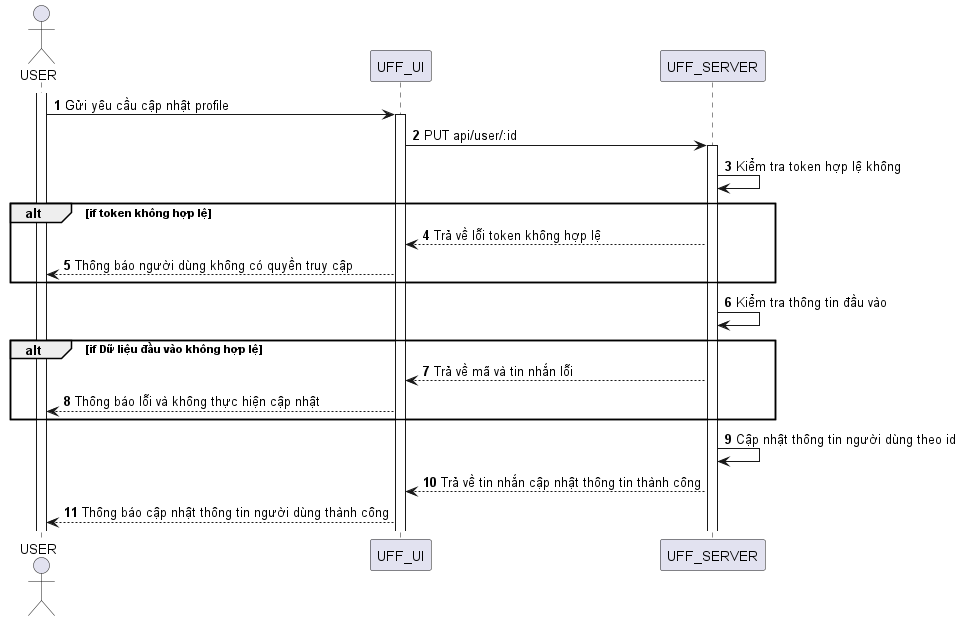 USER
UFF_UI
UFF_SERVER
1 Gửi yêu cầu cập nhật profile
2 PUT api/user/:id
3 Kiểm tra token hợp lệ không
alt [if token không hợp lệ]
4 Trả về lỗi token không hợp lệ
5 Thông báo người dùng không có quyền truy cập
6 Kiểm tra thông tin đầu vào
alt [if Dữ liệu đầu vào không hợp lệ]
7 Trả về mã và tin nhắn lỗi
8 Thông báo lỗi và không thực hiện cập nhật
9 Cập nhật thông tin người dùng theo id
10 Trả về tin nhắn cập nhật thông tin thành công
11 Thông báo cập nhật thông tin người dùng thành công
USER
UFF_UI
UFF_SERVER